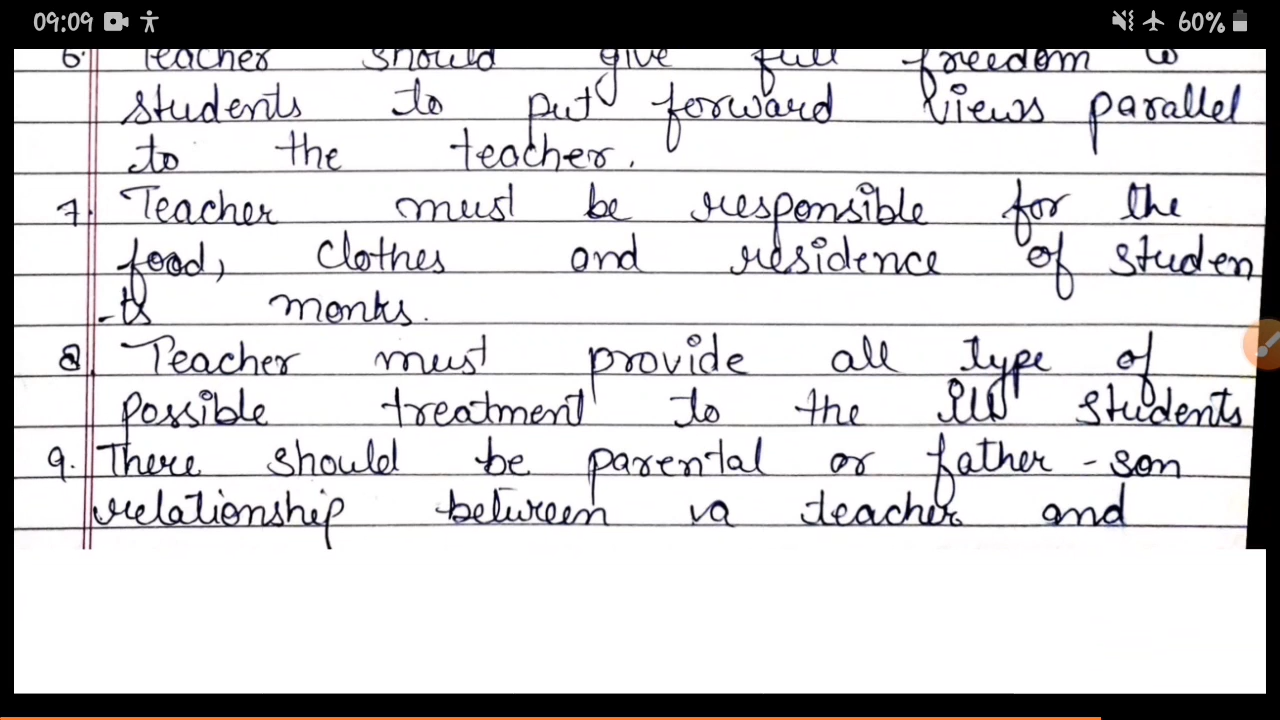 09:09 60%
6. Teacher should give full freedom to
students to put forward views parallel
to the teacher.
7. Teacher must be responsible for the
food, clothes and residence of studen
-ts monks.
8. Teacher must provide all type of
possible treatment to the ill students
9. There should be parental or father-son
relationship between a teacher and